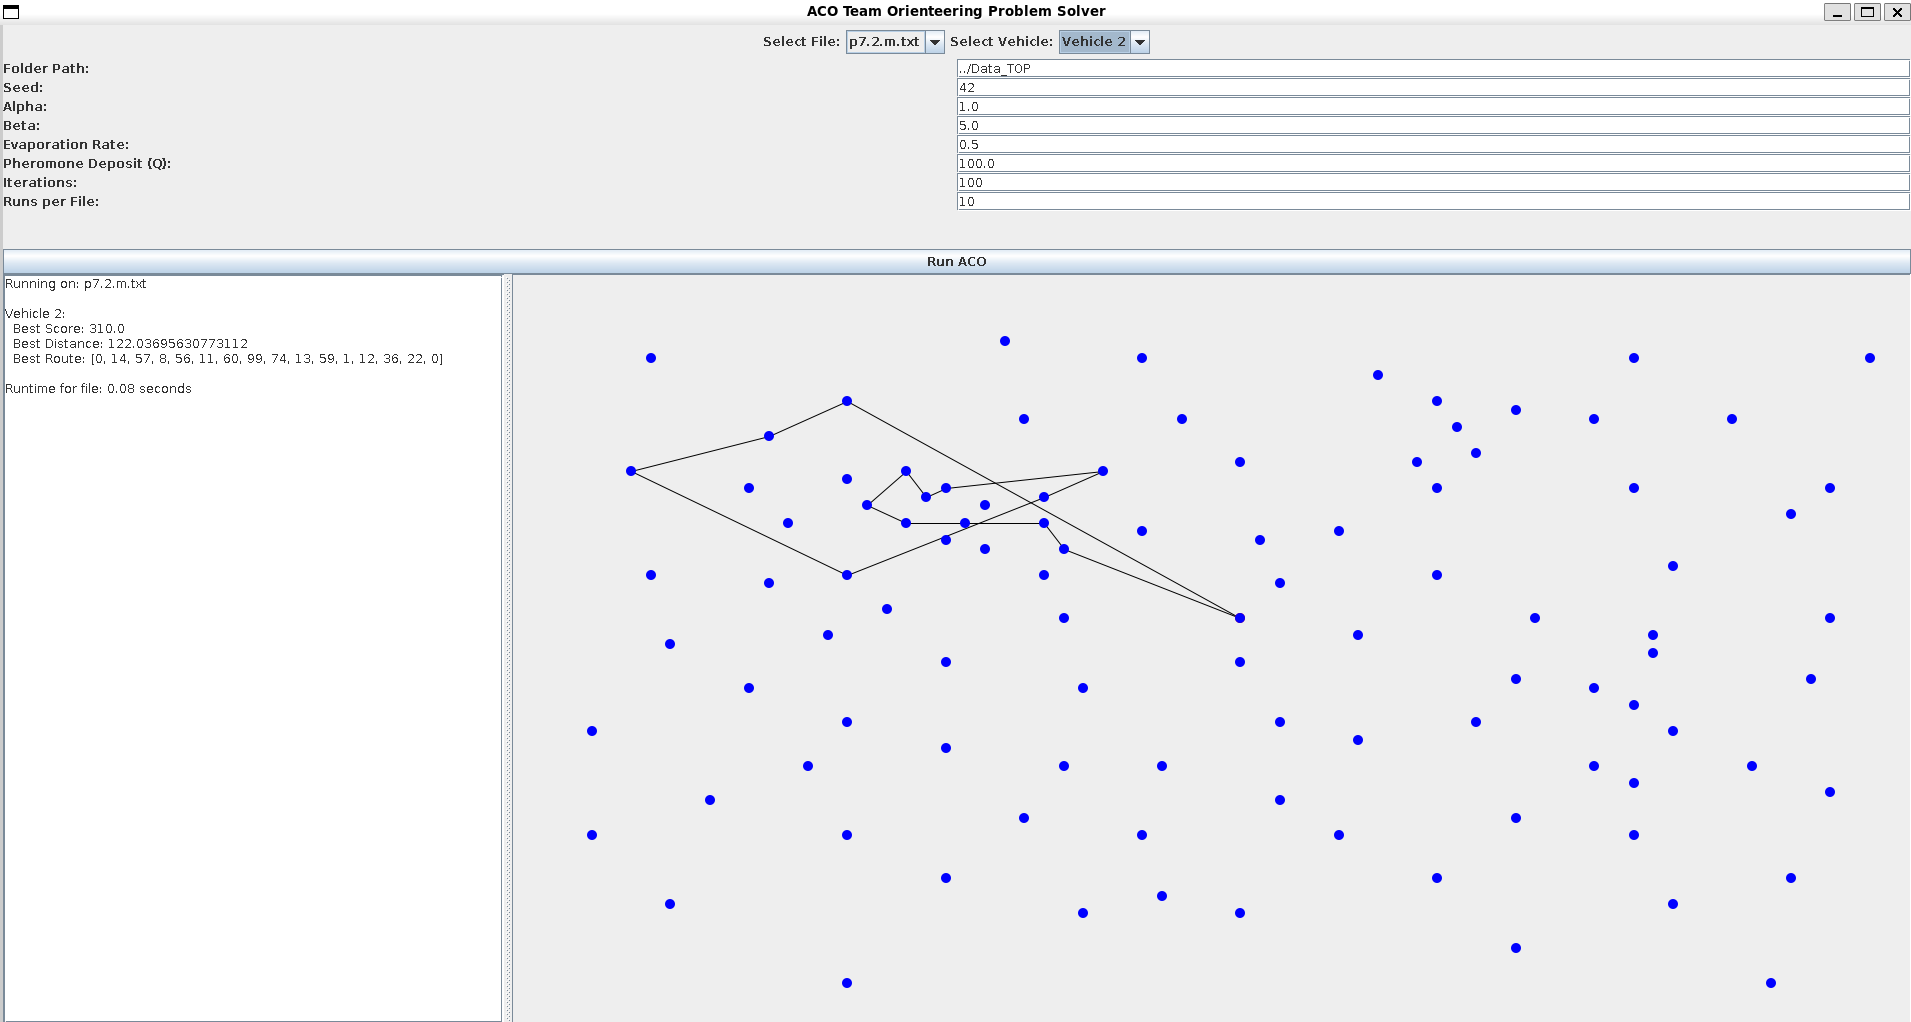 ACO Team Orienteering Problem Solver
Select File: p7.2.m.txt Select Vehicle: Vehicle 2
Folder Path: ../Data_TOP
Seed: 42
Alpha: 1.0
Beta: 5.0
Evaporation Rate: 0.5
Pheromone Deposit (Q): 100.0
Iterations: 100
Runs per File: 10
Run ACO
Running on: p7.2.m.txt
Vehicle 2:
Best Score: 310.0
Best Distance: 122.03695630773112
Best Route: [0, 14, 57, 8, 56, 11, 60, 99, 74, 13, 59, 1, 12, 36, 22, 0]
Runtime for file: 0.08 seconds